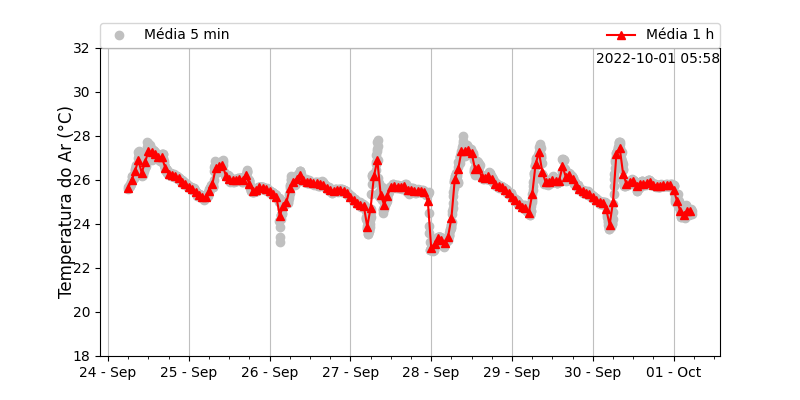 Média 5 min
Média 1 h
2022-10-01 05:58
Temperatura do Ar (°C)
32
30
28
26
24
22
20
18
24 - Sep
25 - Sep
26 - Sep
27 - Sep
28 - Sep
29 - Sep
30 - Sep
01 - Oct